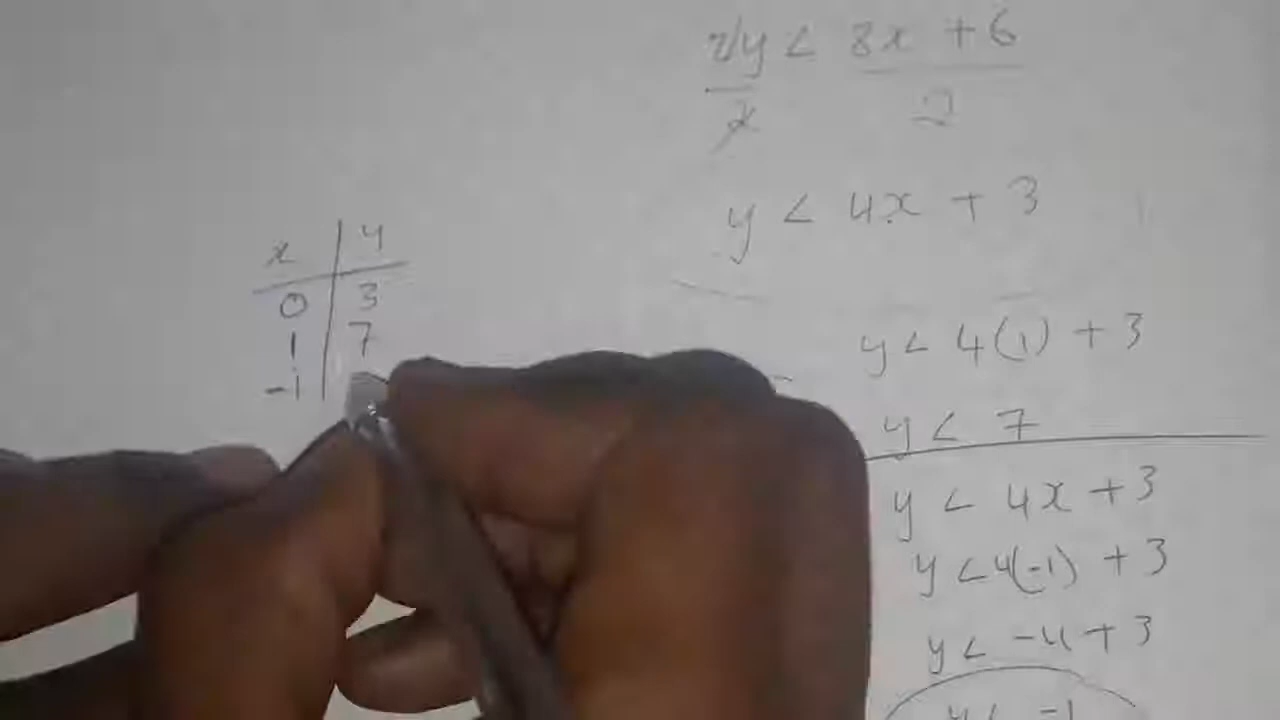 2y < 8x + 6
2 2
y < 4x + 3
x y
0 3
1 7
-1
y < 4(1) + 3
y < 7
y < 4x + 3
y < 4(-1) + 3
y < -4 + 3
y < -1